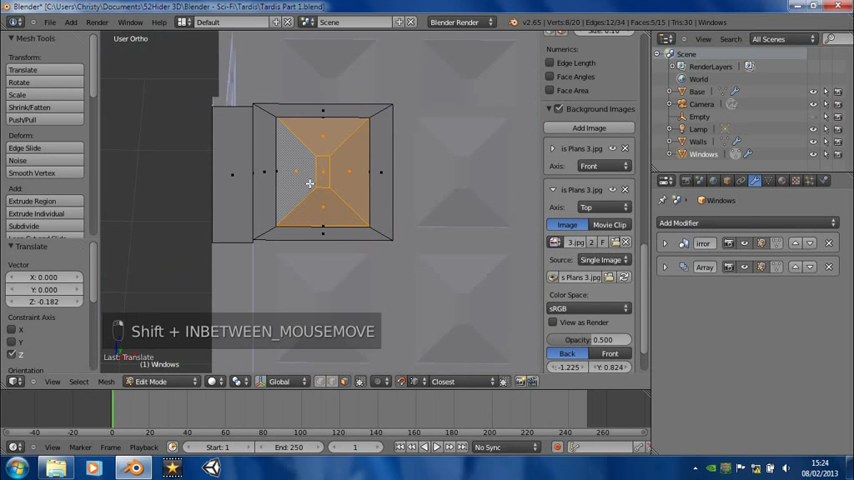 Blender* [C:\Users\Christy\Documents\52Hider 3D\Blender - Sci-Fi\Tardis\Tardis Part 1.blend]
File Add Render Window Help Default Scene Blender Render v2.65 | Verts:8/20 | Edges:12/34 | Faces:5/15 | Tris:30 | Windows
Mesh Tools
Transform:
Translate
Rotate
Scale
Shrink/Fatten
Push/Pull
Deform:
Edge Slide
Noise
Smooth Vertex
Add:
Extrude Region
Extrude Individual
Subdivide
Translate
Vector
X: 0.000
Y: 0.000
Z: -0.182
Constraint Axis
X
Y
Z
Orientation
User Ortho
Shift + INBETWEEN_MOUSEMOVE
Last: Translate
(1) Windows
View Select Mesh Edit Mode Global Closest
Numerics:
Edge Length
Face Angles
Face Area
Background Images
Add Image
is Plans 3.jpg
Axis: Front
is Plans 3.jpg
Axis: Top
Image Movie Clip
3.jpg 2 F
Source: Single Image
s Plans 3.jpg
Color Space:
sRGB
View as Render
Opacity: 0.500
Back Front
-1.225 Y: 0.824
View Search All Scenes
Scene
RenderLayers
World
Base
Camera
Empty
Lamp
Walls
Windows
Windows
Add Modifier
irror
Array
-40 -20 0 20 40 60 80 100 120 140 160 180 200 220 240 260
View Marker Frame Playback Start: 1 End: 250 1 No Sync
15:24
08/02/2013